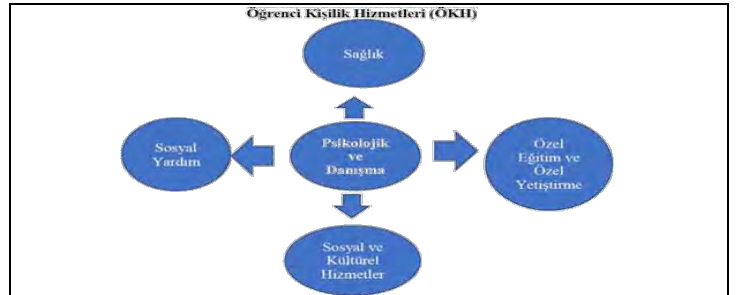 Öğrenci Kişilik Hizmetleri (ÖKH)
Sağlık
Sosyal
Yardım
Psikolojik
ve
Danışma
Özel
Eğitim ve
Özel
Yetiştirme
Sosyal ve
Kültürel
Hizmetler